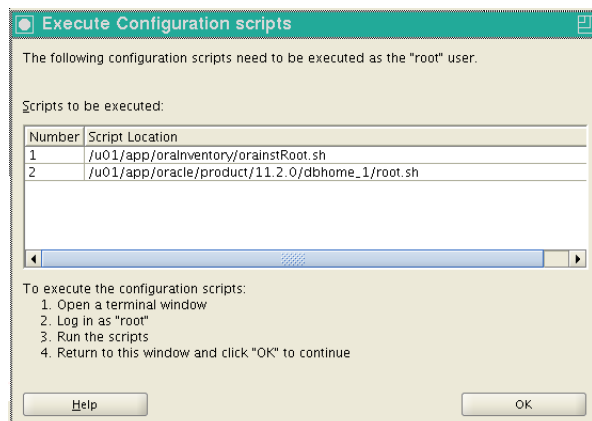 Execute Configuration scripts
The following configuration scripts need to be executed as the "root" user.
Scripts to be executed:
Number Script Location
1 /u01/app/oraInventory/orainstRoot.sh
2 /u01/app/oracle/product/11.2.0/dbhome_1/root.sh
To execute the configuration scripts:
1. Open a terminal window
2. Log in as "root"
3. Run the scripts
4. Return to this window and click "OK" to continue
Help OK